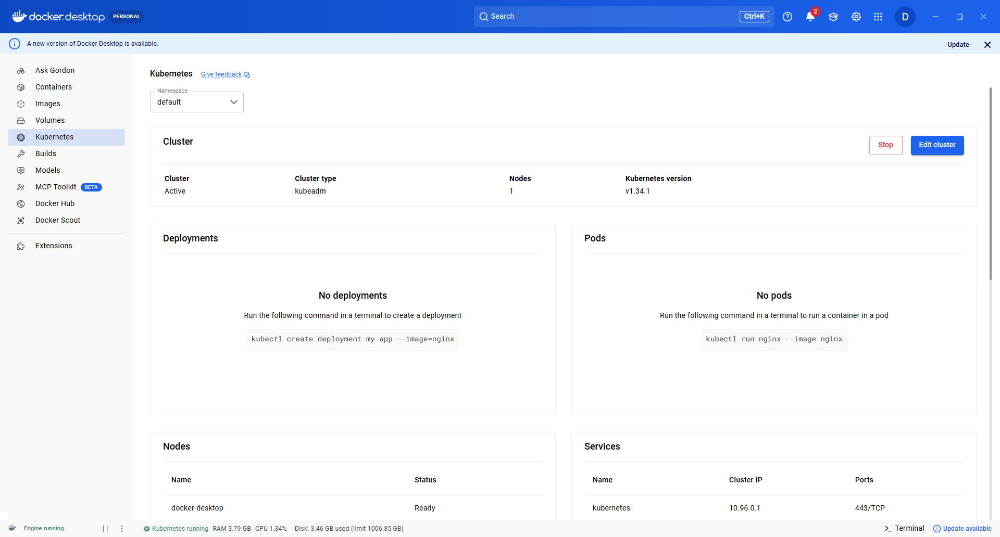 docker.desktop PERSONAL
Search Ctrl+K
2
D
A new version of Docker Desktop is available.
Update
Ask Gordon
Containers
Images
Volumes
Kubernetes
Builds
Models
MCP Toolkit BETA
Docker Hub
Docker Scout
Extensions
Kubernetes Give feedback
Namespace
default
Cluster
Stop
Edit cluster
Cluster Cluster type Nodes Kubernetes version
Active kubeadm 1 v1.34.1
Deployments
No deployments
Run the following command in a terminal to create a deployment
kubectl create deployment my-app --image=nginx
Pods
No pods
Run the following command in a terminal to run a container in a pod
kubectl run nginx --image nginx
Nodes
Name Status
docker-desktop Ready
Services
Name Cluster IP Ports
kubernetes 10.96.0.1 443/TCP
Engine running
Kubernetes running RAM 3.79 GB CPU 1.34% Disk: 3.46 GB used (limit 1006.85 GB)
Terminal
Update available